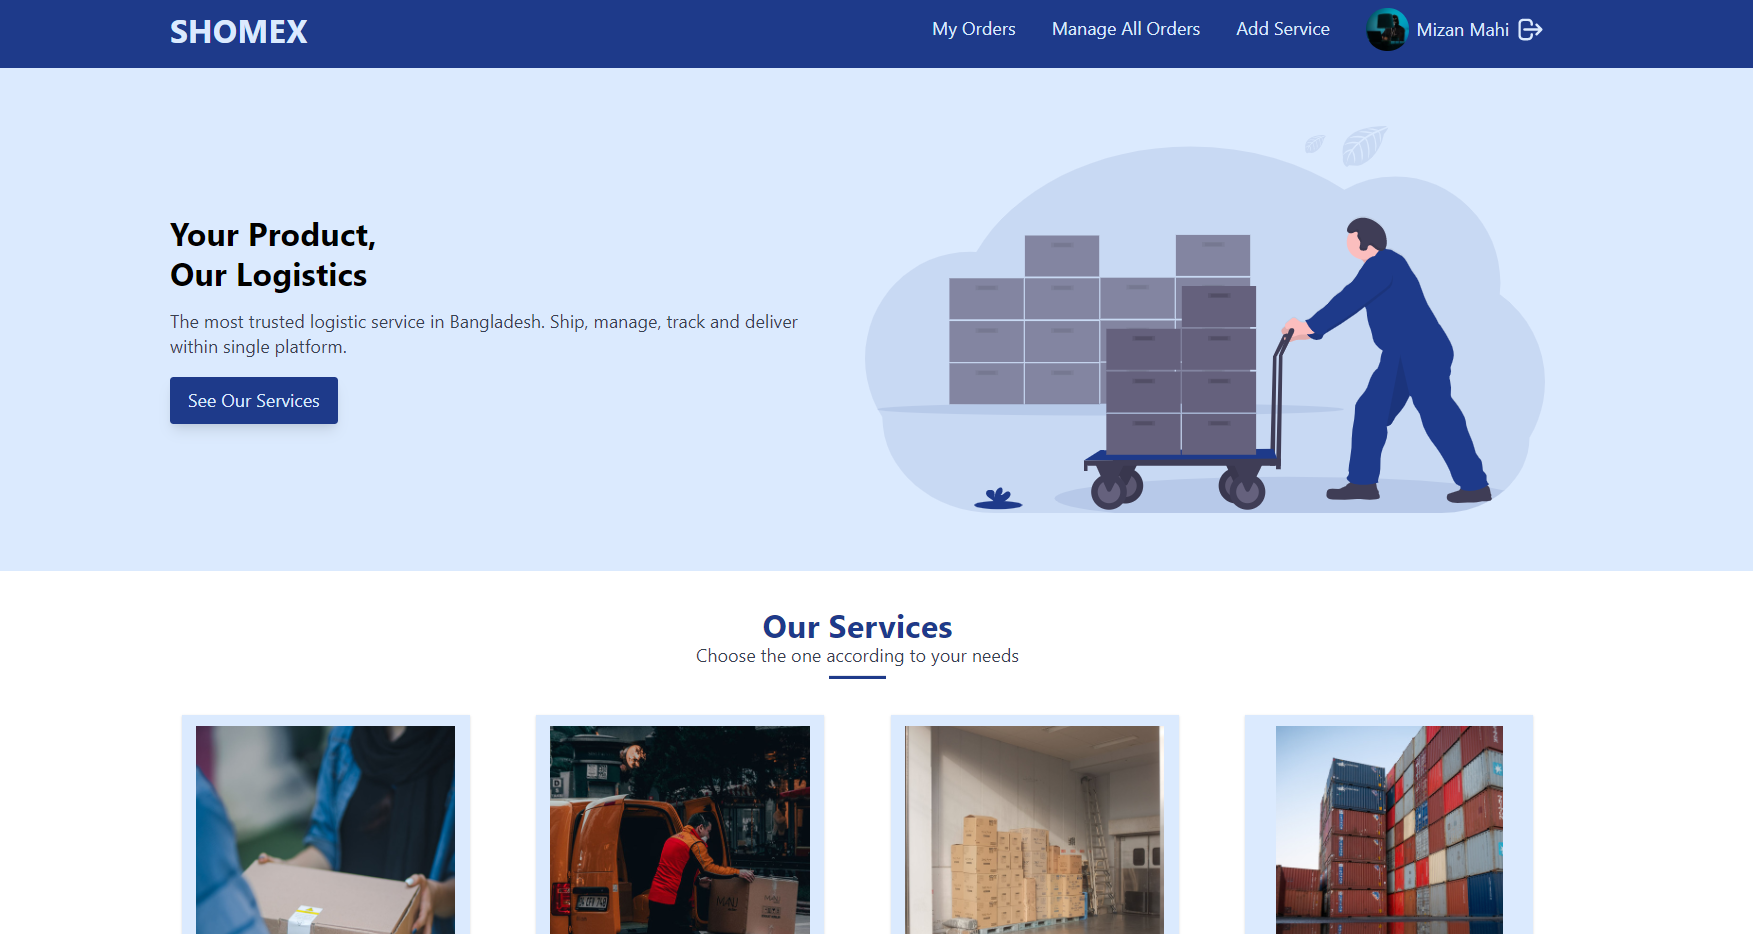 SHOMEX
My Orders
Manage All Orders
Add Service
Mizan Mahi
Your Product,
Our Logistics
The most trusted logistic service in Bangladesh. Ship, manage, track and deliver
within single platform.
See Our Services
Our Services
Choose the one according to your needs